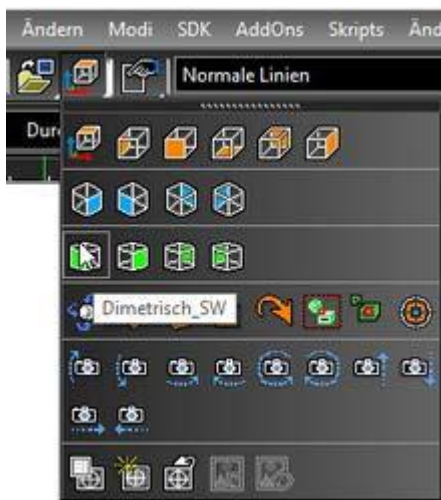 Ändern Modi SDK AddOns Skripts Änd
Normale Linien
Dur
Dimetrisch_SW